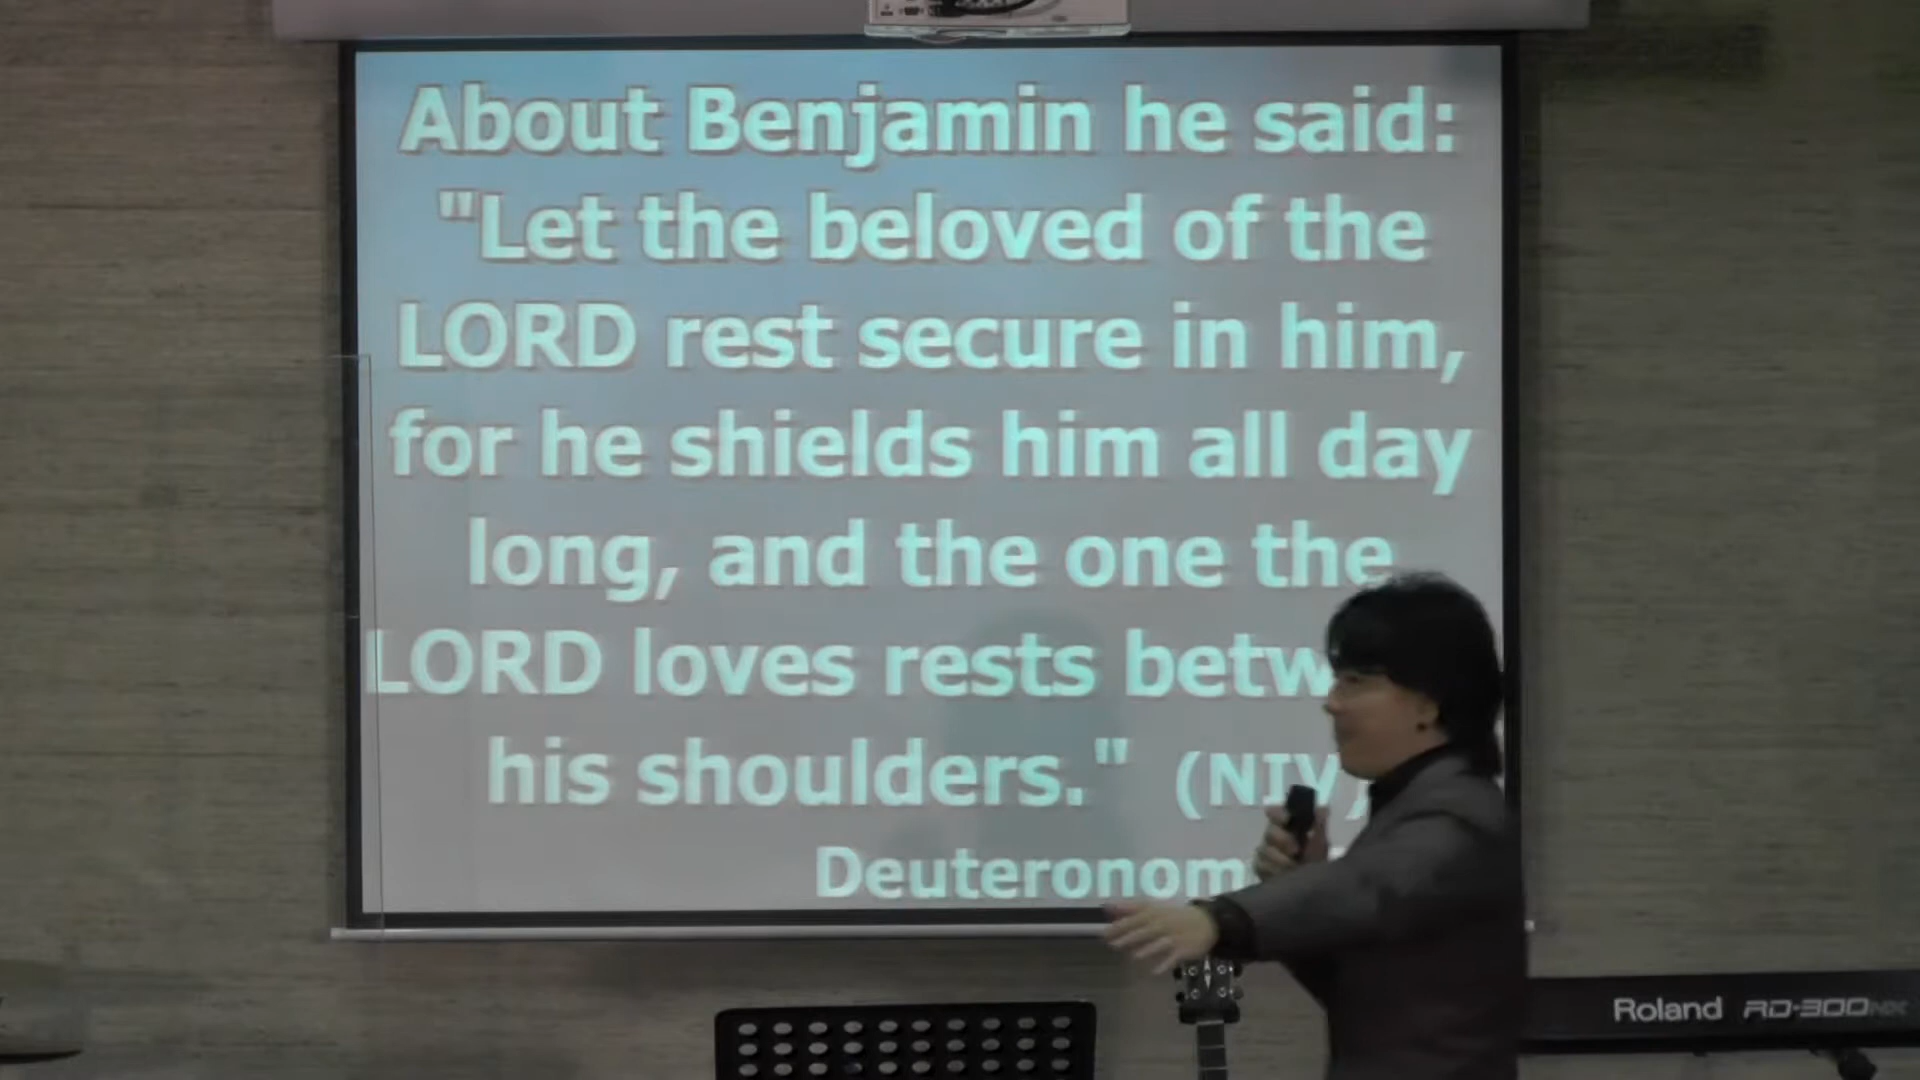 About Benjamin he said:
"Let the beloved of the
LORD rest secure in him,
for he shields him all day
long, and the one the
LORD loves rests betw
his shoulders." (NIV)
Deuteronom
Roland RD-300NX